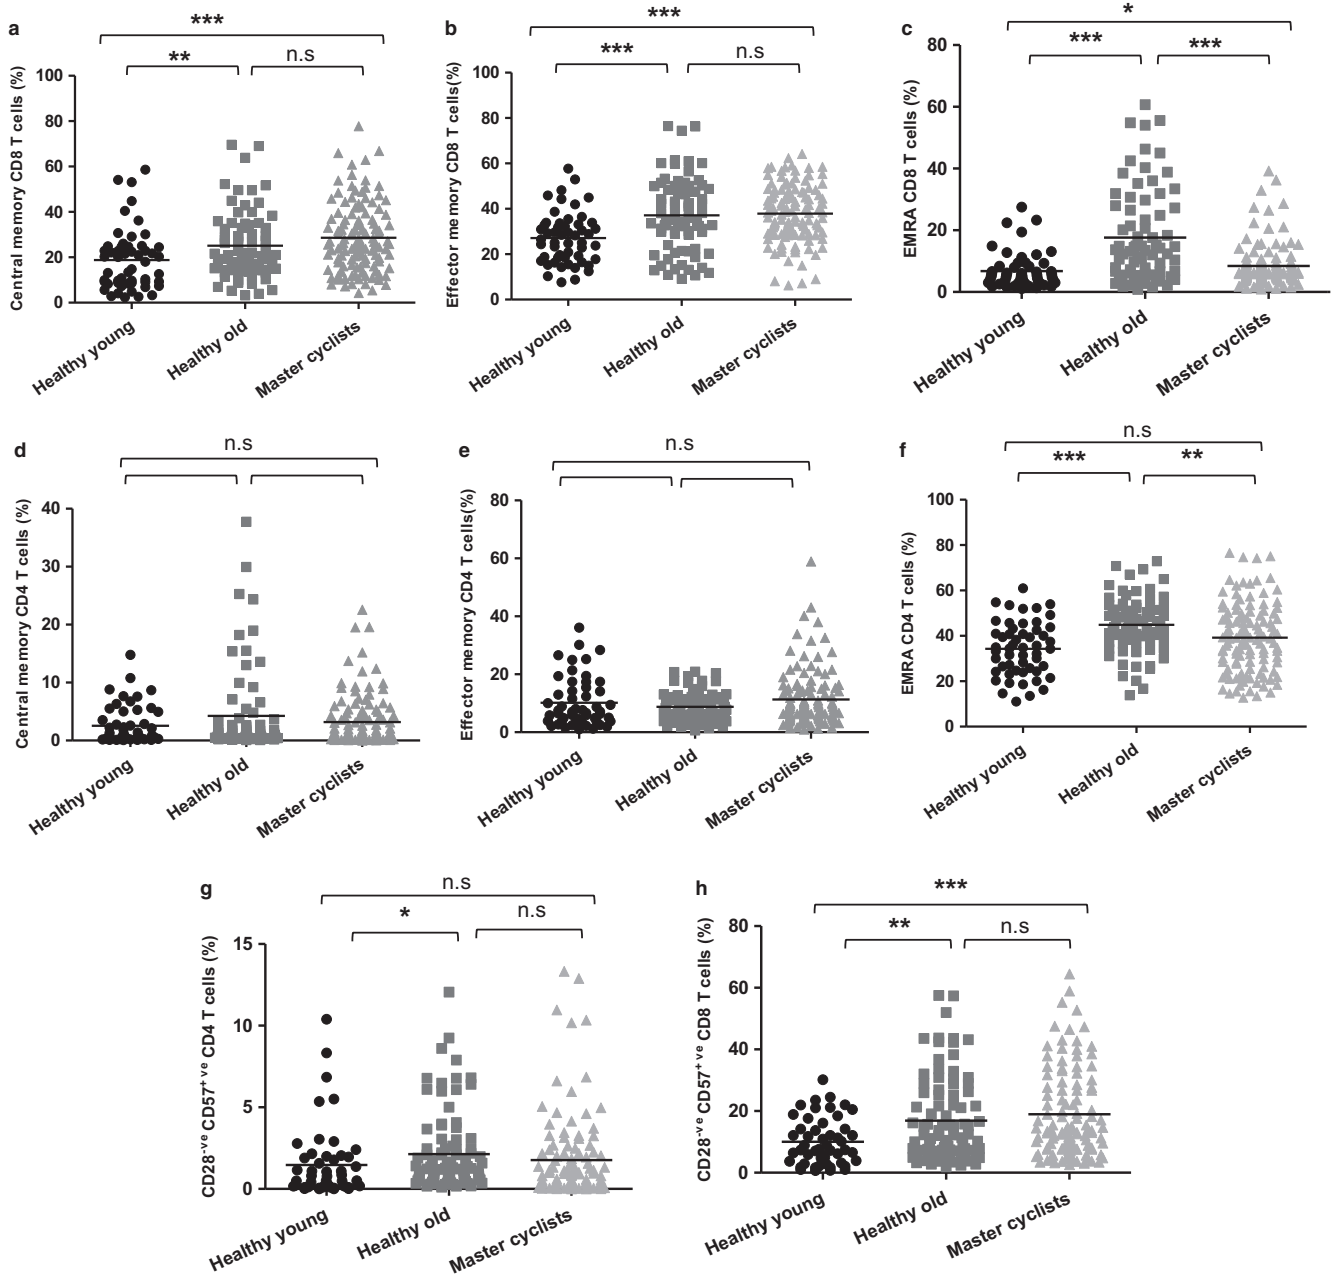 a
***
**
n.s
Central memory CD8 T cells (%)
100
80
60
40
20
0
Healthy young
Healthy old
Master cyclists
b
***
***
n.s
Effector memory CD8 T cells(%)
100
80
60
40
20
0
Healthy young
Healthy old
Master cyclists
c
*
***
***
EMRA CD8 T cells (%)
80
60
40
20
0
Healthy young
Healthy old
Master cyclists
d
n.s
Central memory CD4 T cells (%)
40
30
20
10
0
Healthy young
Healthy old
Master cyclists
e
n.s
Effector memory CD4 T cells(%)
80
60
40
20
0
Healthy young
Healthy old
Master cyclists
f
n.s
***
**
EMRA CD4 T cells (%)
100
80
60
40
20
0
Healthy young
Healthy old
Master cyclists
g
n.s
*
n.s
CD28-ve CD57+ve CD4 T cells (%)
15
10
5
0
Healthy young
Healthy old
Master cyclists
h
***
**
n.s
CD28-ve CD57+ve CD8 T cells (%)
80
60
40
20
0
Healthy young
Healthy old
Master cyclists